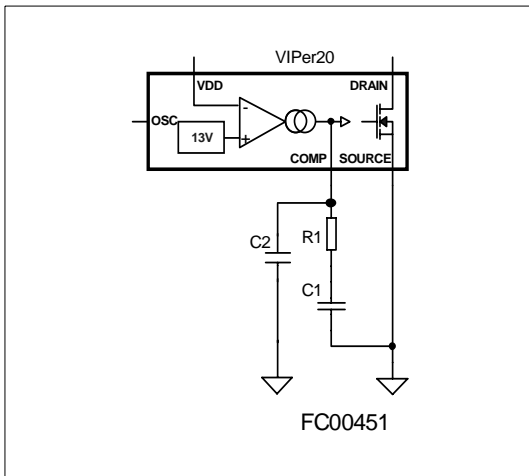 VIPer20
VDD
DRAIN
OSC
-
13V
+
COMP
SOURCE
C2
R1
C1
FC00451